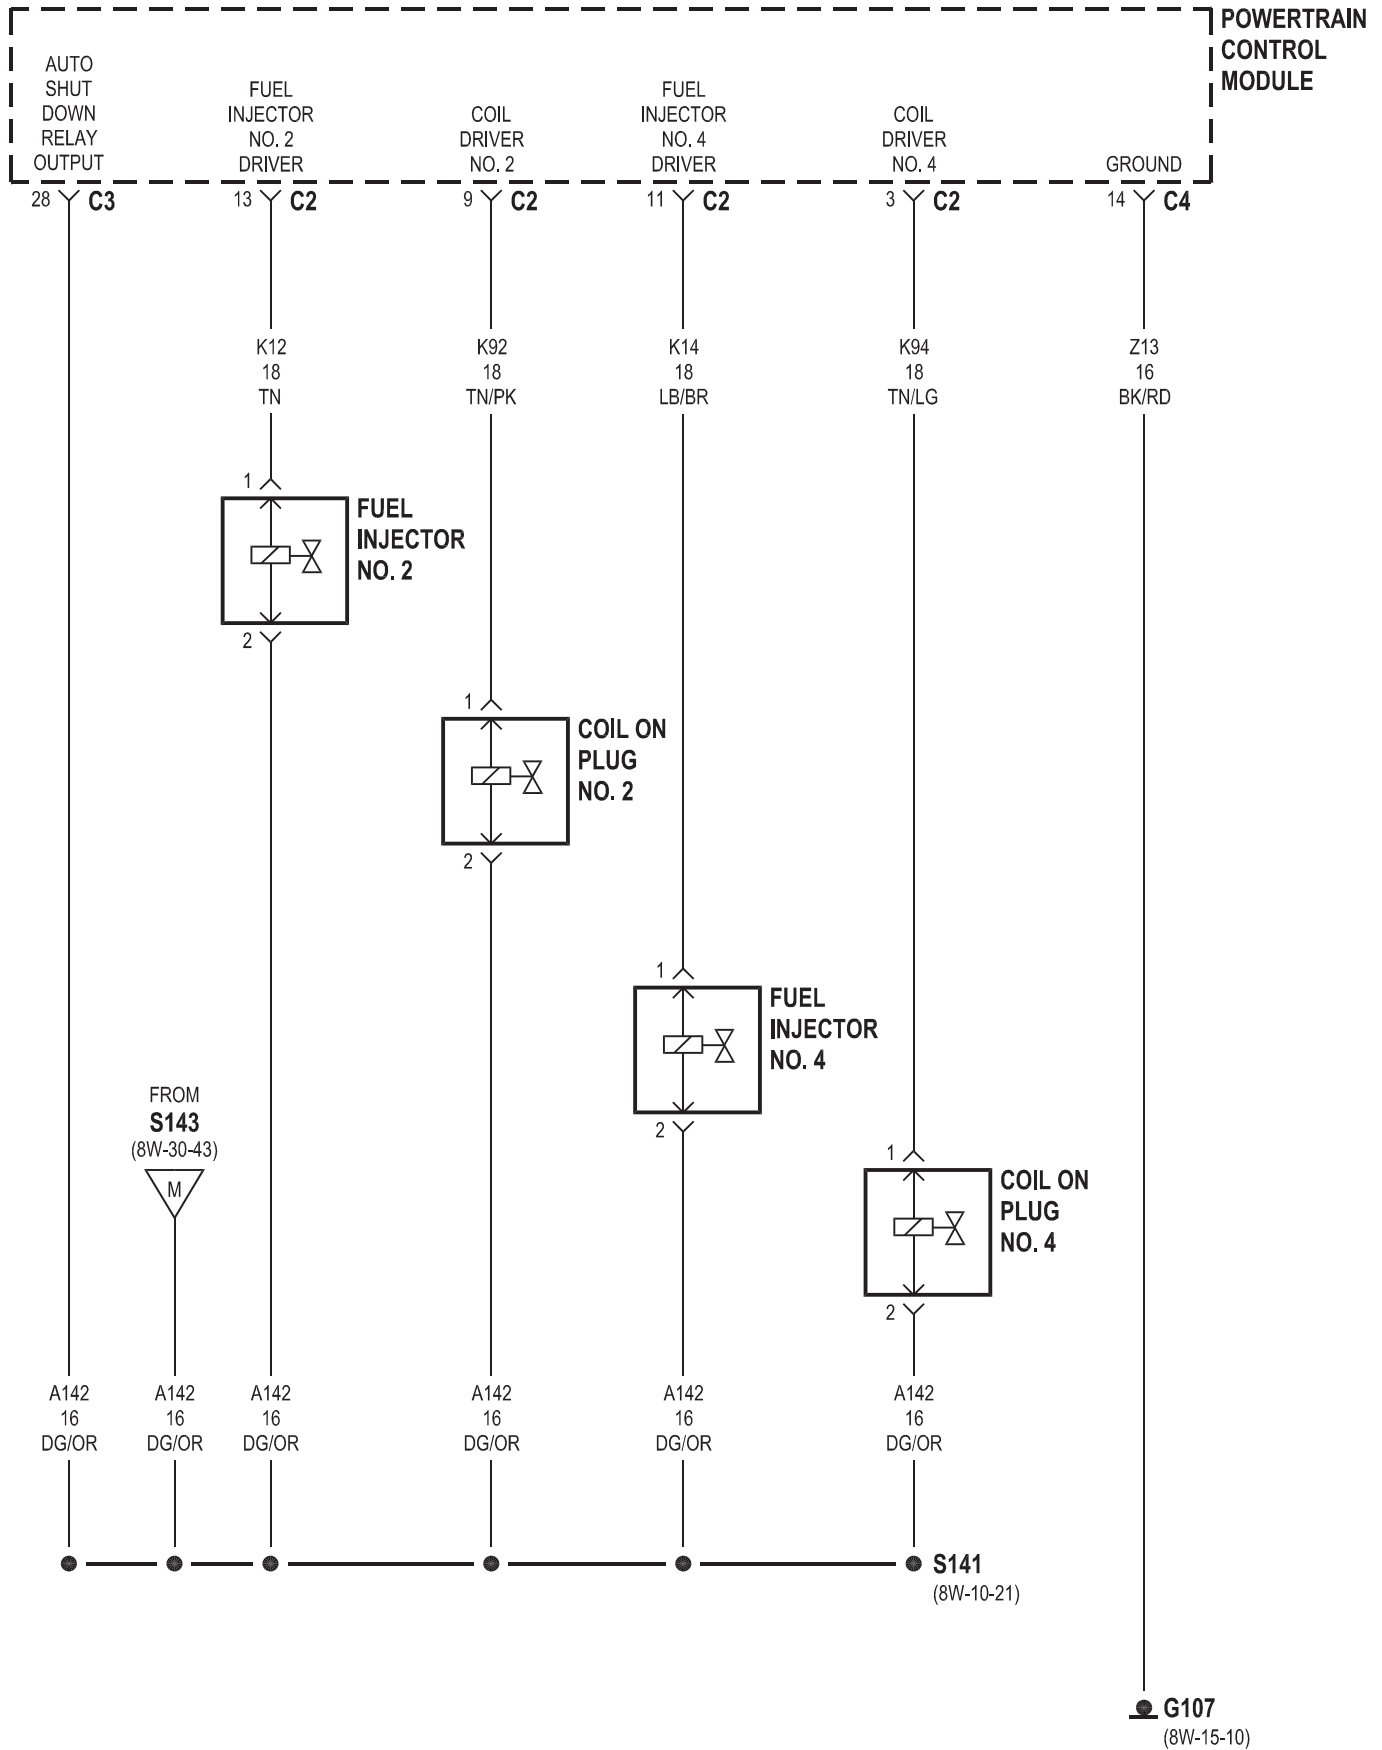 POWERTRAIN
CONTROL
MODULE
AUTO
SHUT
DOWN
RELAY
OUTPUT
FUEL
INJECTOR
NO. 2
DRIVER
COIL
DRIVER
NO. 2
FUEL
INJECTOR
NO. 4
DRIVER
COIL
DRIVER
NO. 4
GROUND
28 C3
13 C2
9 C2
11 C2
3 C2
14 C4
K12
18
TN
K92
18
TN/PK
K14
18
LB/BR
K94
18
TN/LG
Z13
16
BK/RD
1
FUEL
INJECTOR
NO. 2
2
1
COIL ON
PLUG
NO. 2
2
1
FUEL
INJECTOR
NO. 4
2
FROM
S143
(8W-30-43)
M
1
COIL ON
PLUG
NO. 4
2
A142
16
DG/OR
A142
16
DG/OR
A142
16
DG/OR
A142
16
DG/OR
A142
16
DG/OR
A142
16
DG/OR
S141
(8W-10-21)
G107
(8W-15-10)